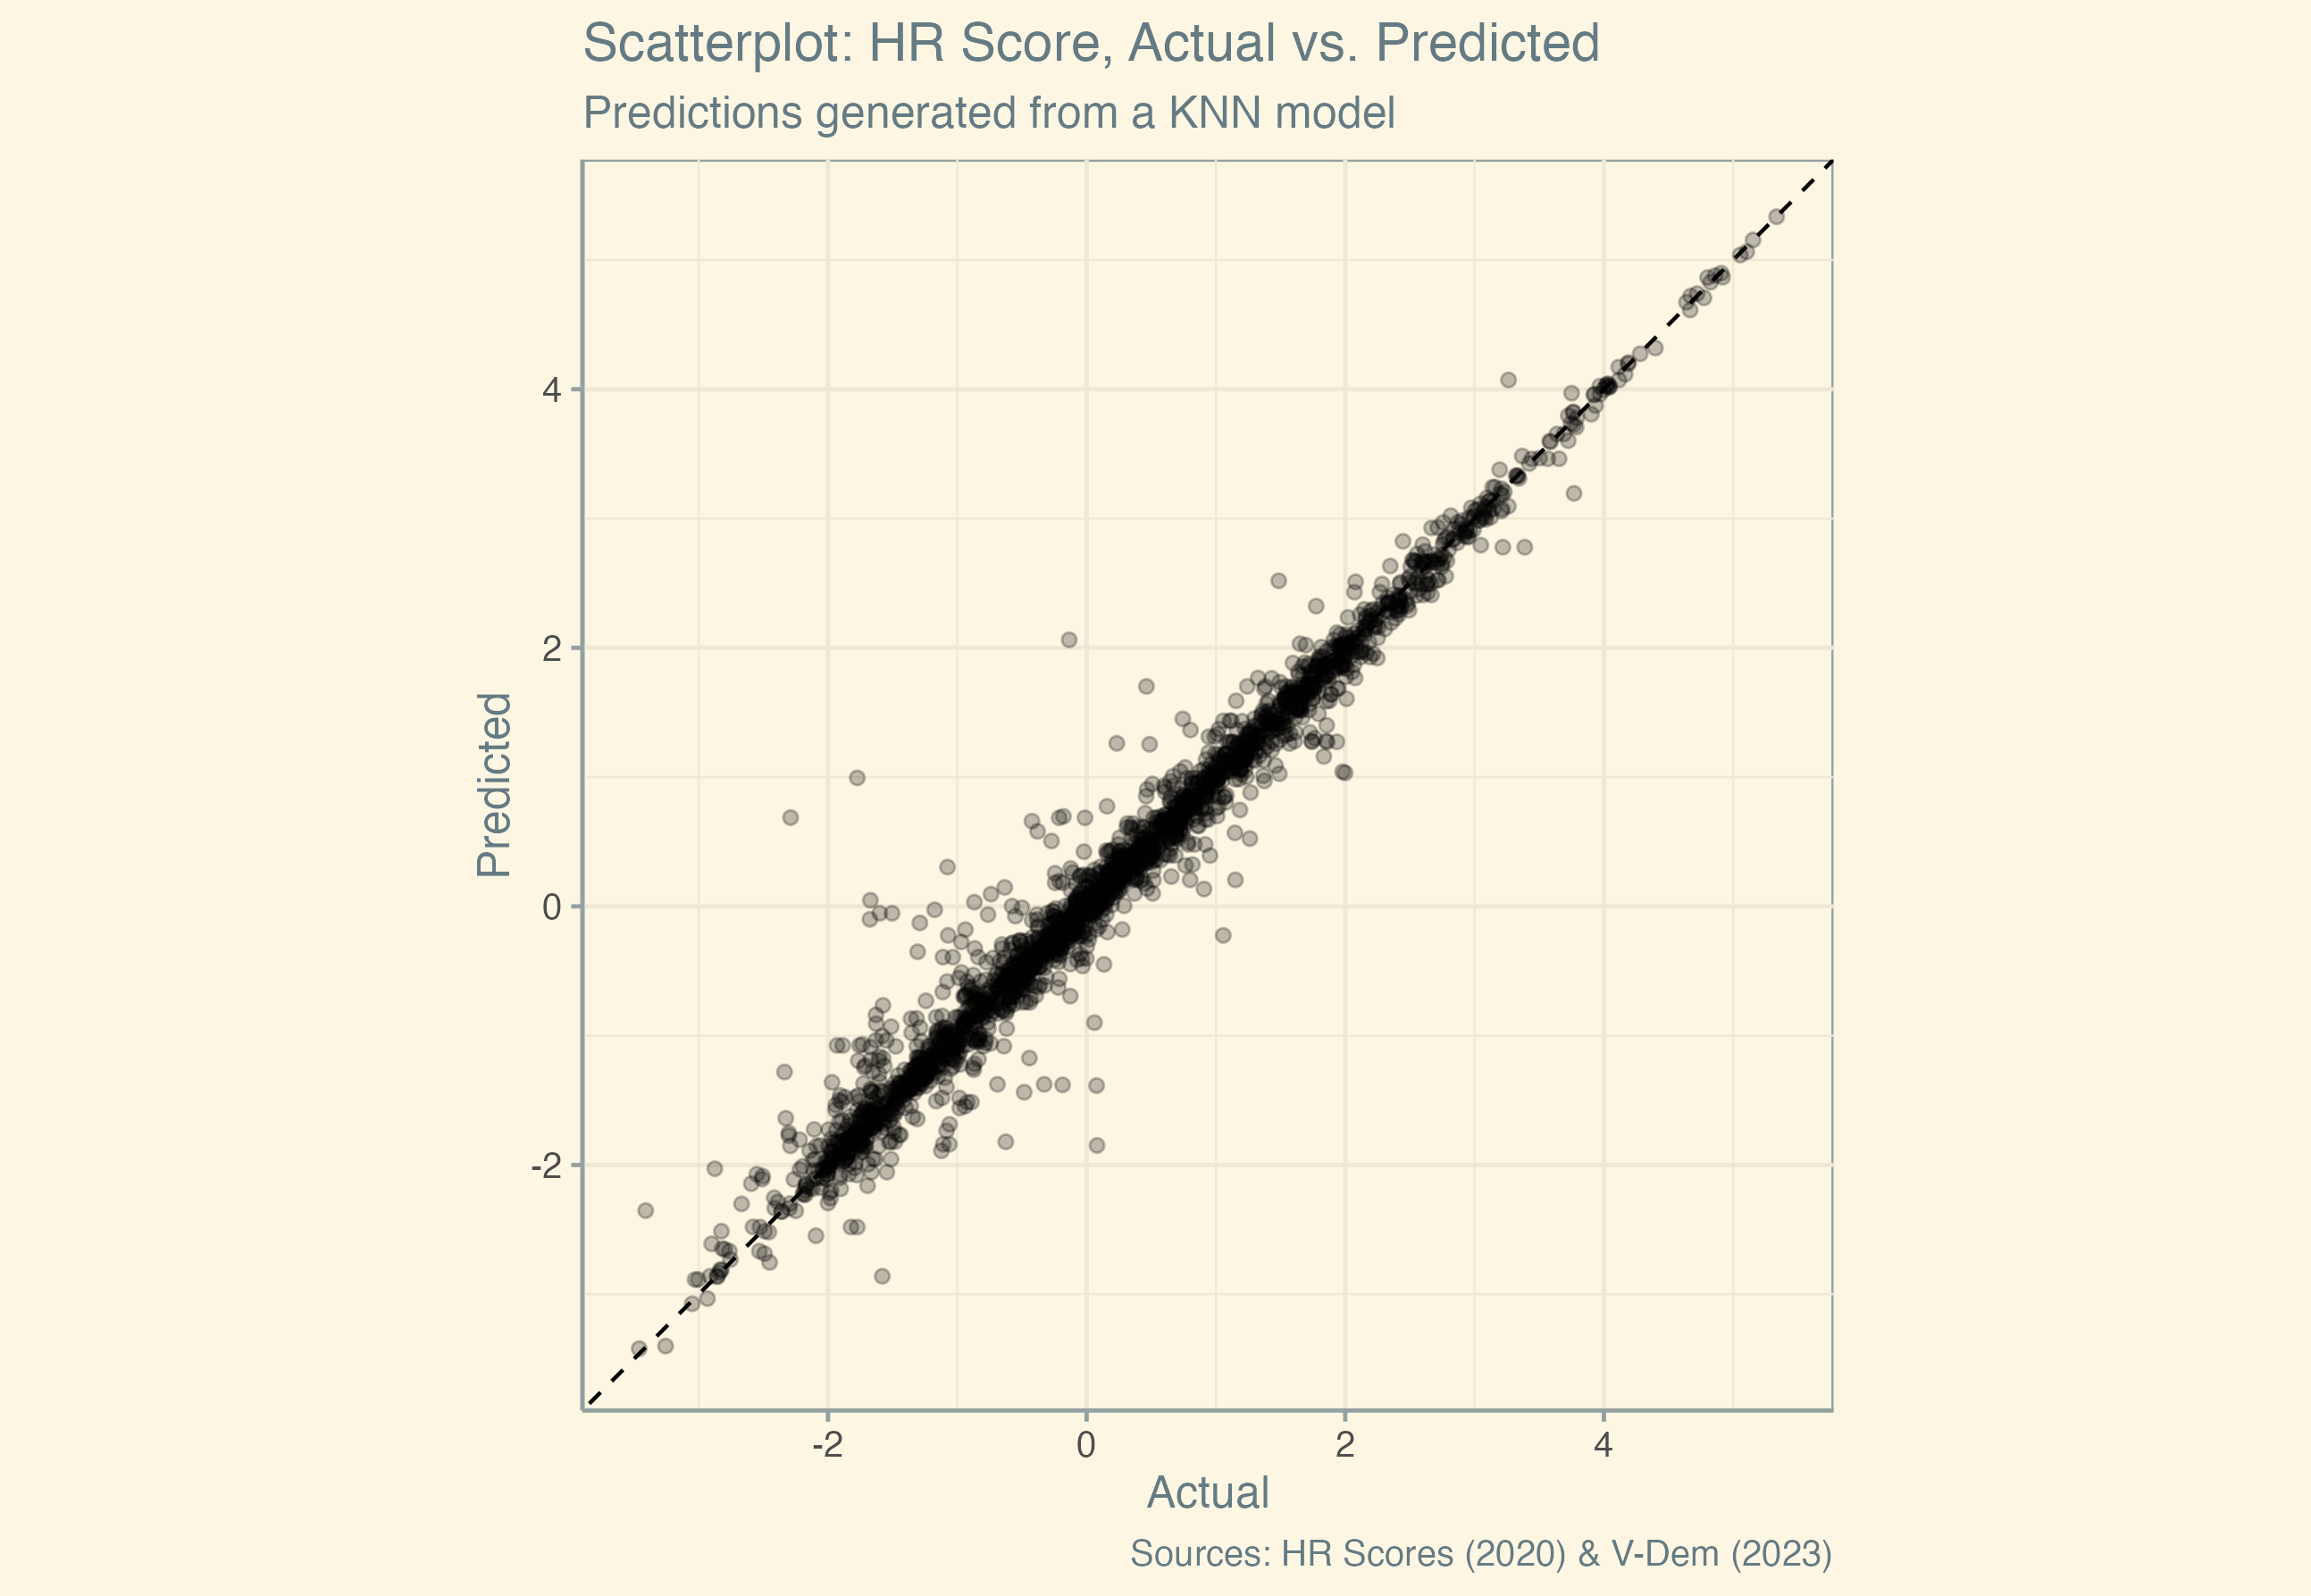 Scatterplot: HR Score, Actual vs. Predicted
Predictions generated from a KNN model
Predicted
4
2
0
-2
-2 0 2 4
Actual
Sources: HR Scores (2020) & V-Dem (2023)